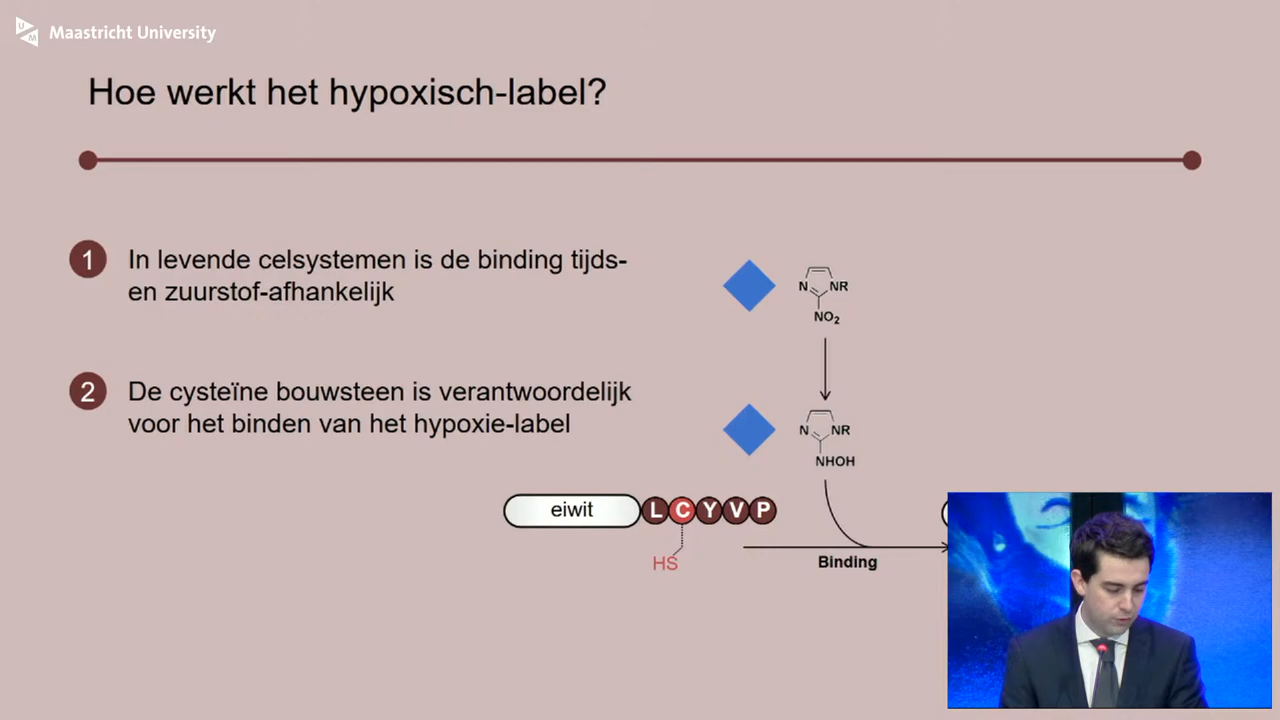 Maastricht University
Hoe werkt het hypoxisch-label?
1 In levende celsystemen is de binding tijds-
en zuurstof-afhankelijk
2 De cysteïne bouwsteen is verantwoordelijk
voor het binden van het hypoxie-label
N NR
NO₂
N NR
NHOH
eiwit L C Y V P
HS
Binding